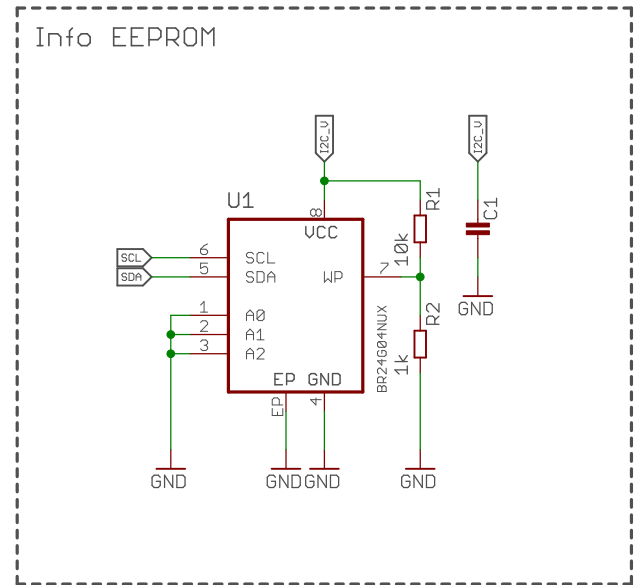 Info EEPROM
I2C_V
I2C_V
U1
8
VCC
R1
10k
C1
GND
SCL
6
SCL
SDA
5
SDA
WP
7
1
A0
2
A1
3
A2
BR24G04NUX
R2
1k
EP
GND
EP
4
GND
GND
GND
GND